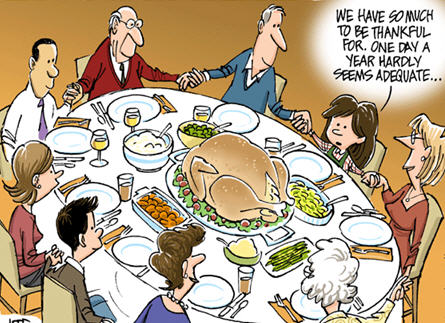 WE HAVE SO MUCH
TO BE THANKFUL
FOR. ONE DAY A
YEAR HARDLY
SEEMS ADEQUATE...